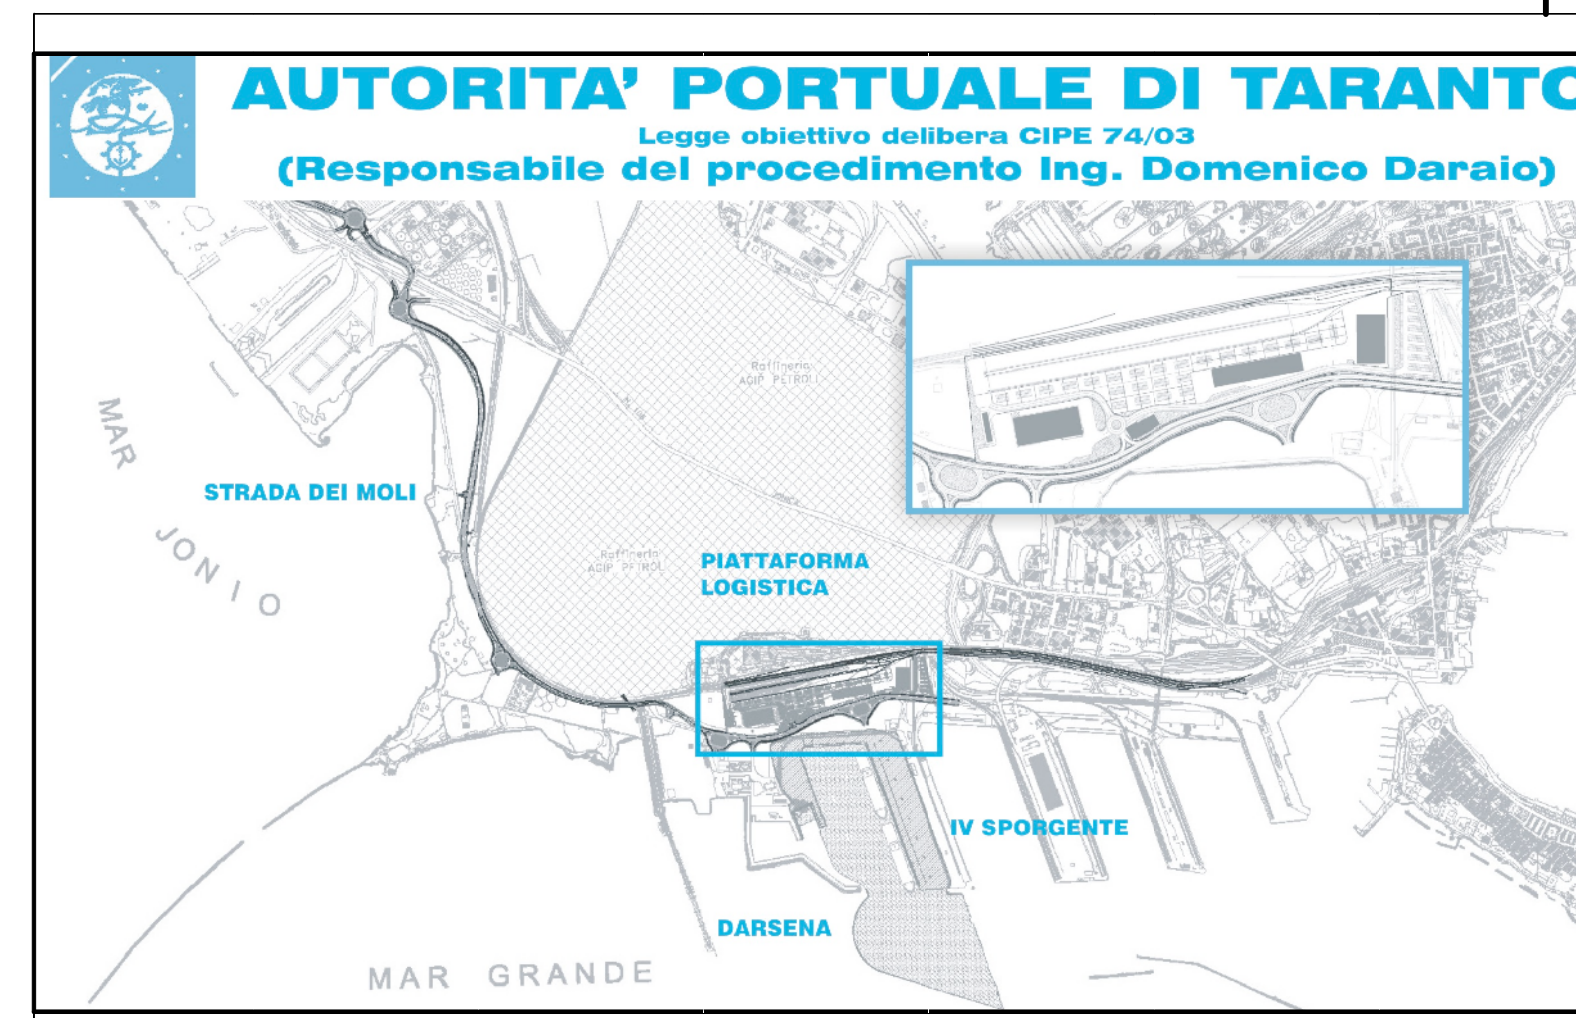 AUTORITA' PORTUALE DI TARANTO
Legge obiettivo delibera CIPE 74/03
(Responsabile del procedimento Ing. Domenico Daraio)
Raffineria
AGIP PETROLI
MAR
JONIO
STRADA DEI MOLI
Raffineria
AGIP PETROL
PIATTAFORMA
LOGISTICA
IV SPORGENTE
DARSENA
MAR GRANDE